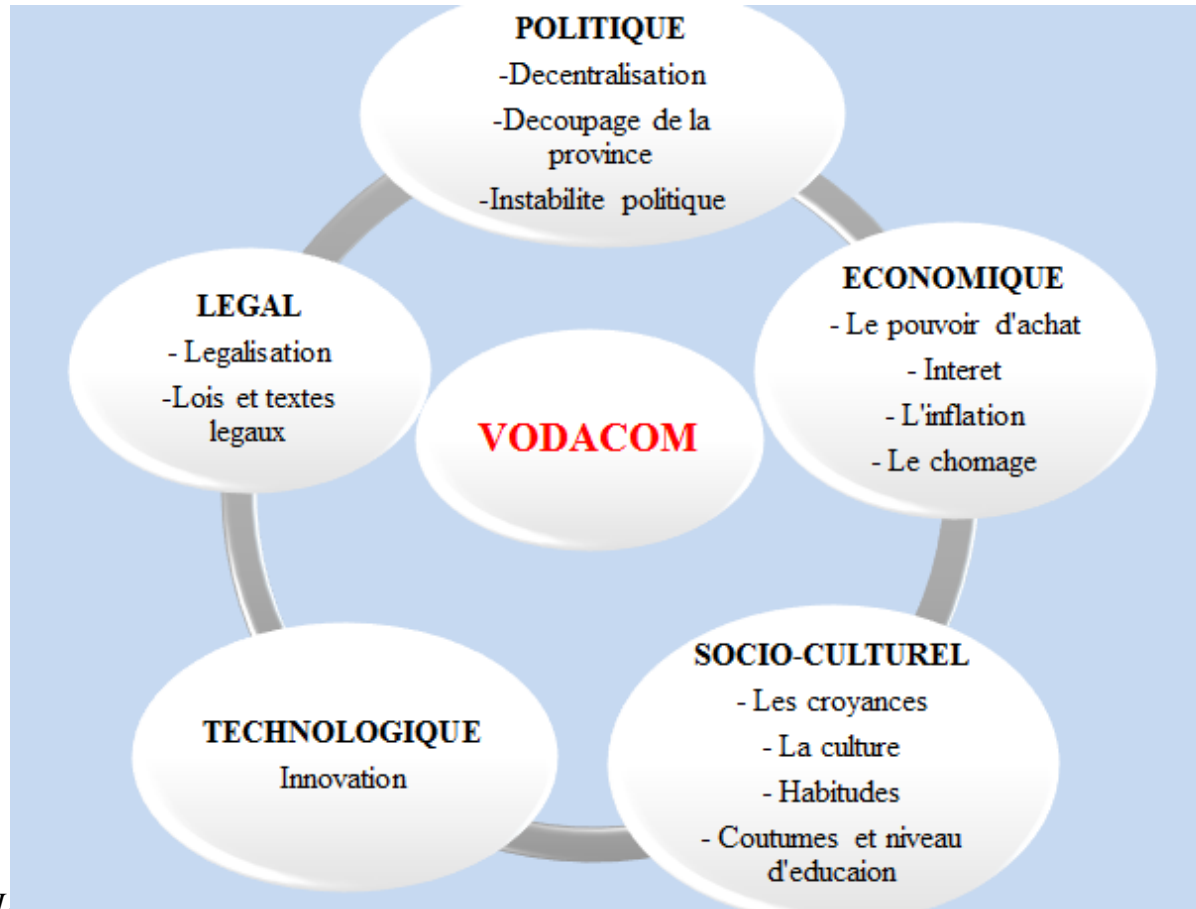 POLITIQUE
-Decentralisation
-Decoupage de la
province
-Instabilite politique
ECONOMIQUE
- Le pouvoir d'achat
- Interet
- L'inflation
- Le chomage
LEGAL
- Legalisation
-Lois et textes
legaux
VODACOM
SOCIO-CULTUREL
- Les croyances
- La culture
- Habitudes
- Coutumes et niveau
d'educaion
TECHNOLOGIQUE
Innovation